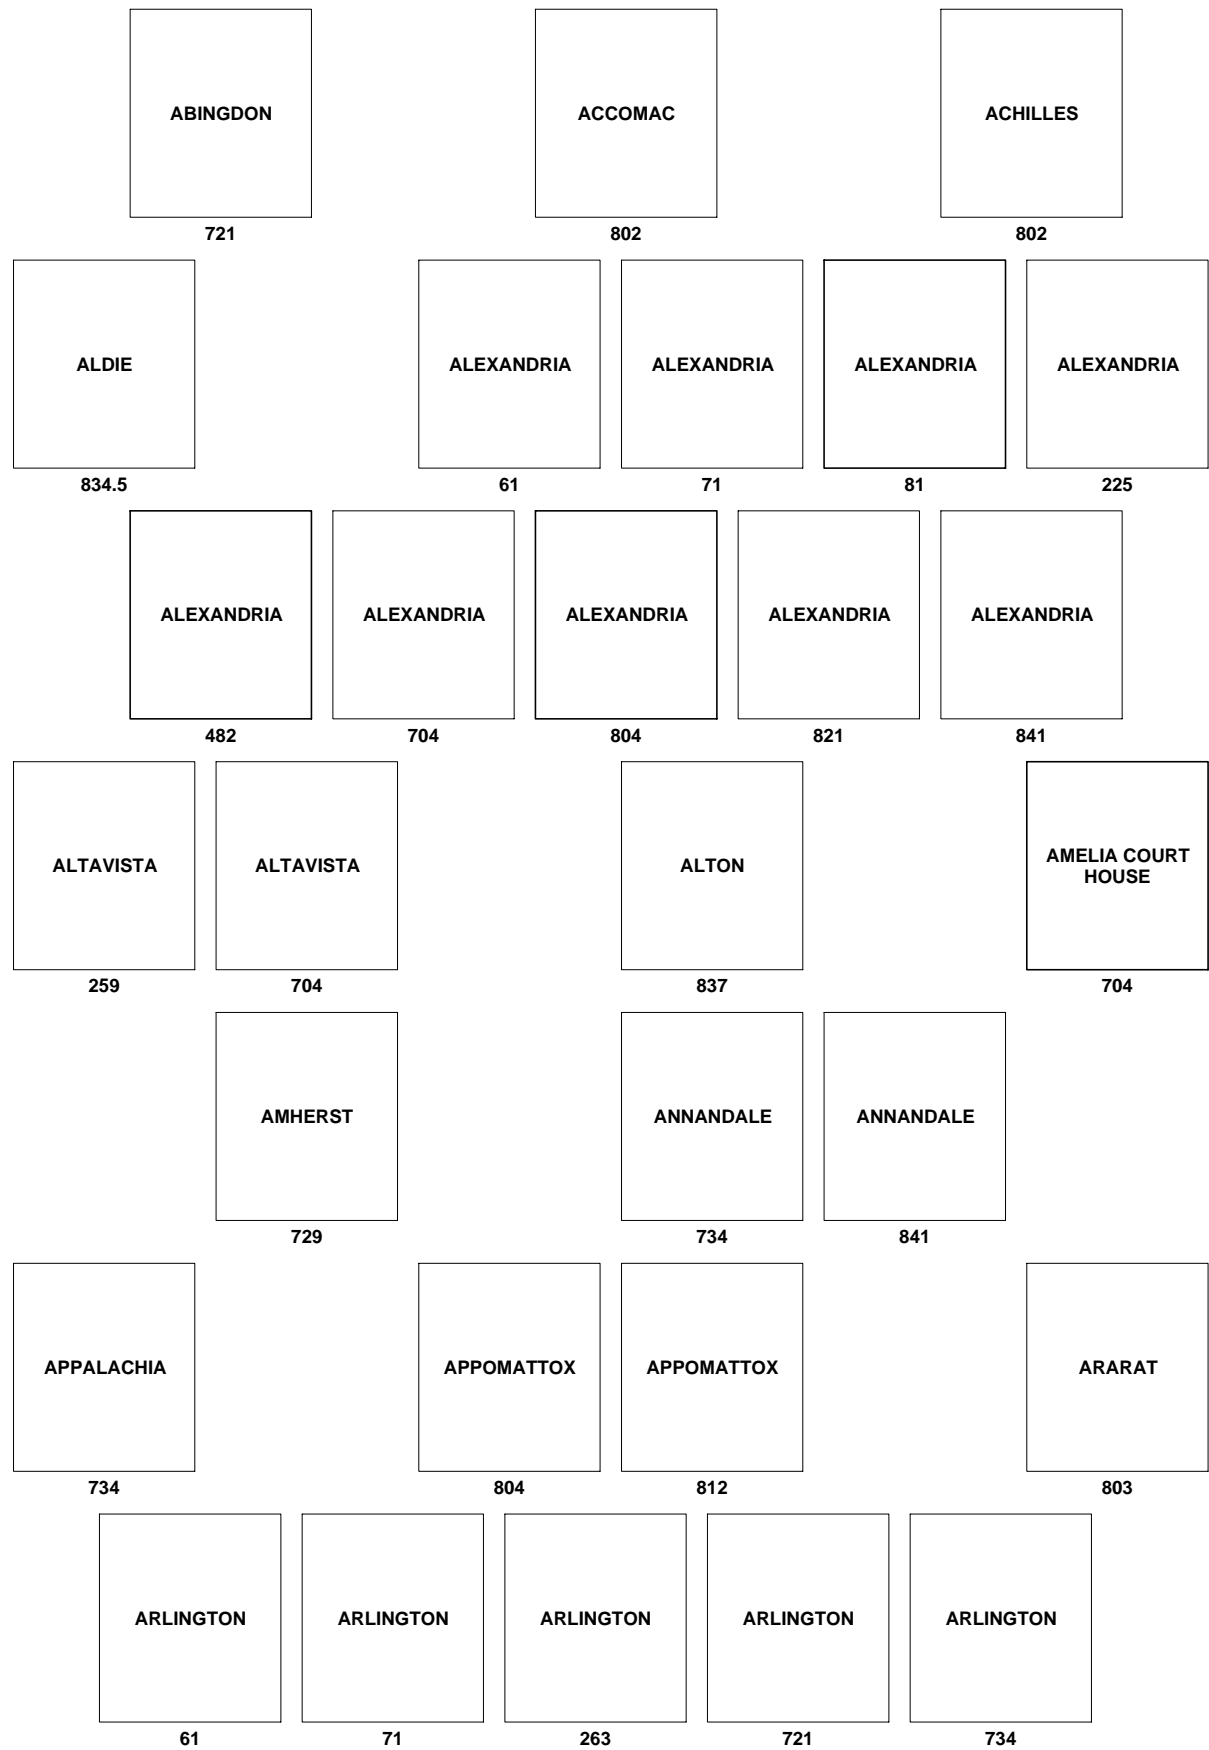 ABINGDON
ACCOMAC
ACHILLES
721
802
802
ALDIE
ALEXANDRIA
ALEXANDRIA
ALEXANDRIA
ALEXANDRIA
834.5
61
71
81
225
ALEXANDRIA
ALEXANDRIA
ALEXANDRIA
ALEXANDRIA
ALEXANDRIA
482
704
804
821
841
ALTAVISTA
ALTAVISTA
ALTON
AMELIA COURT
HOUSE
259
704
837
704
AMHERST
ANNANDALE
ANNANDALE
729
734
841
APPALACHIA
APPOMATTOX
APPOMATTOX
ARARAT
734
804
812
803
ARLINGTON
ARLINGTON
ARLINGTON
ARLINGTON
ARLINGTON
61
71
263
721
734